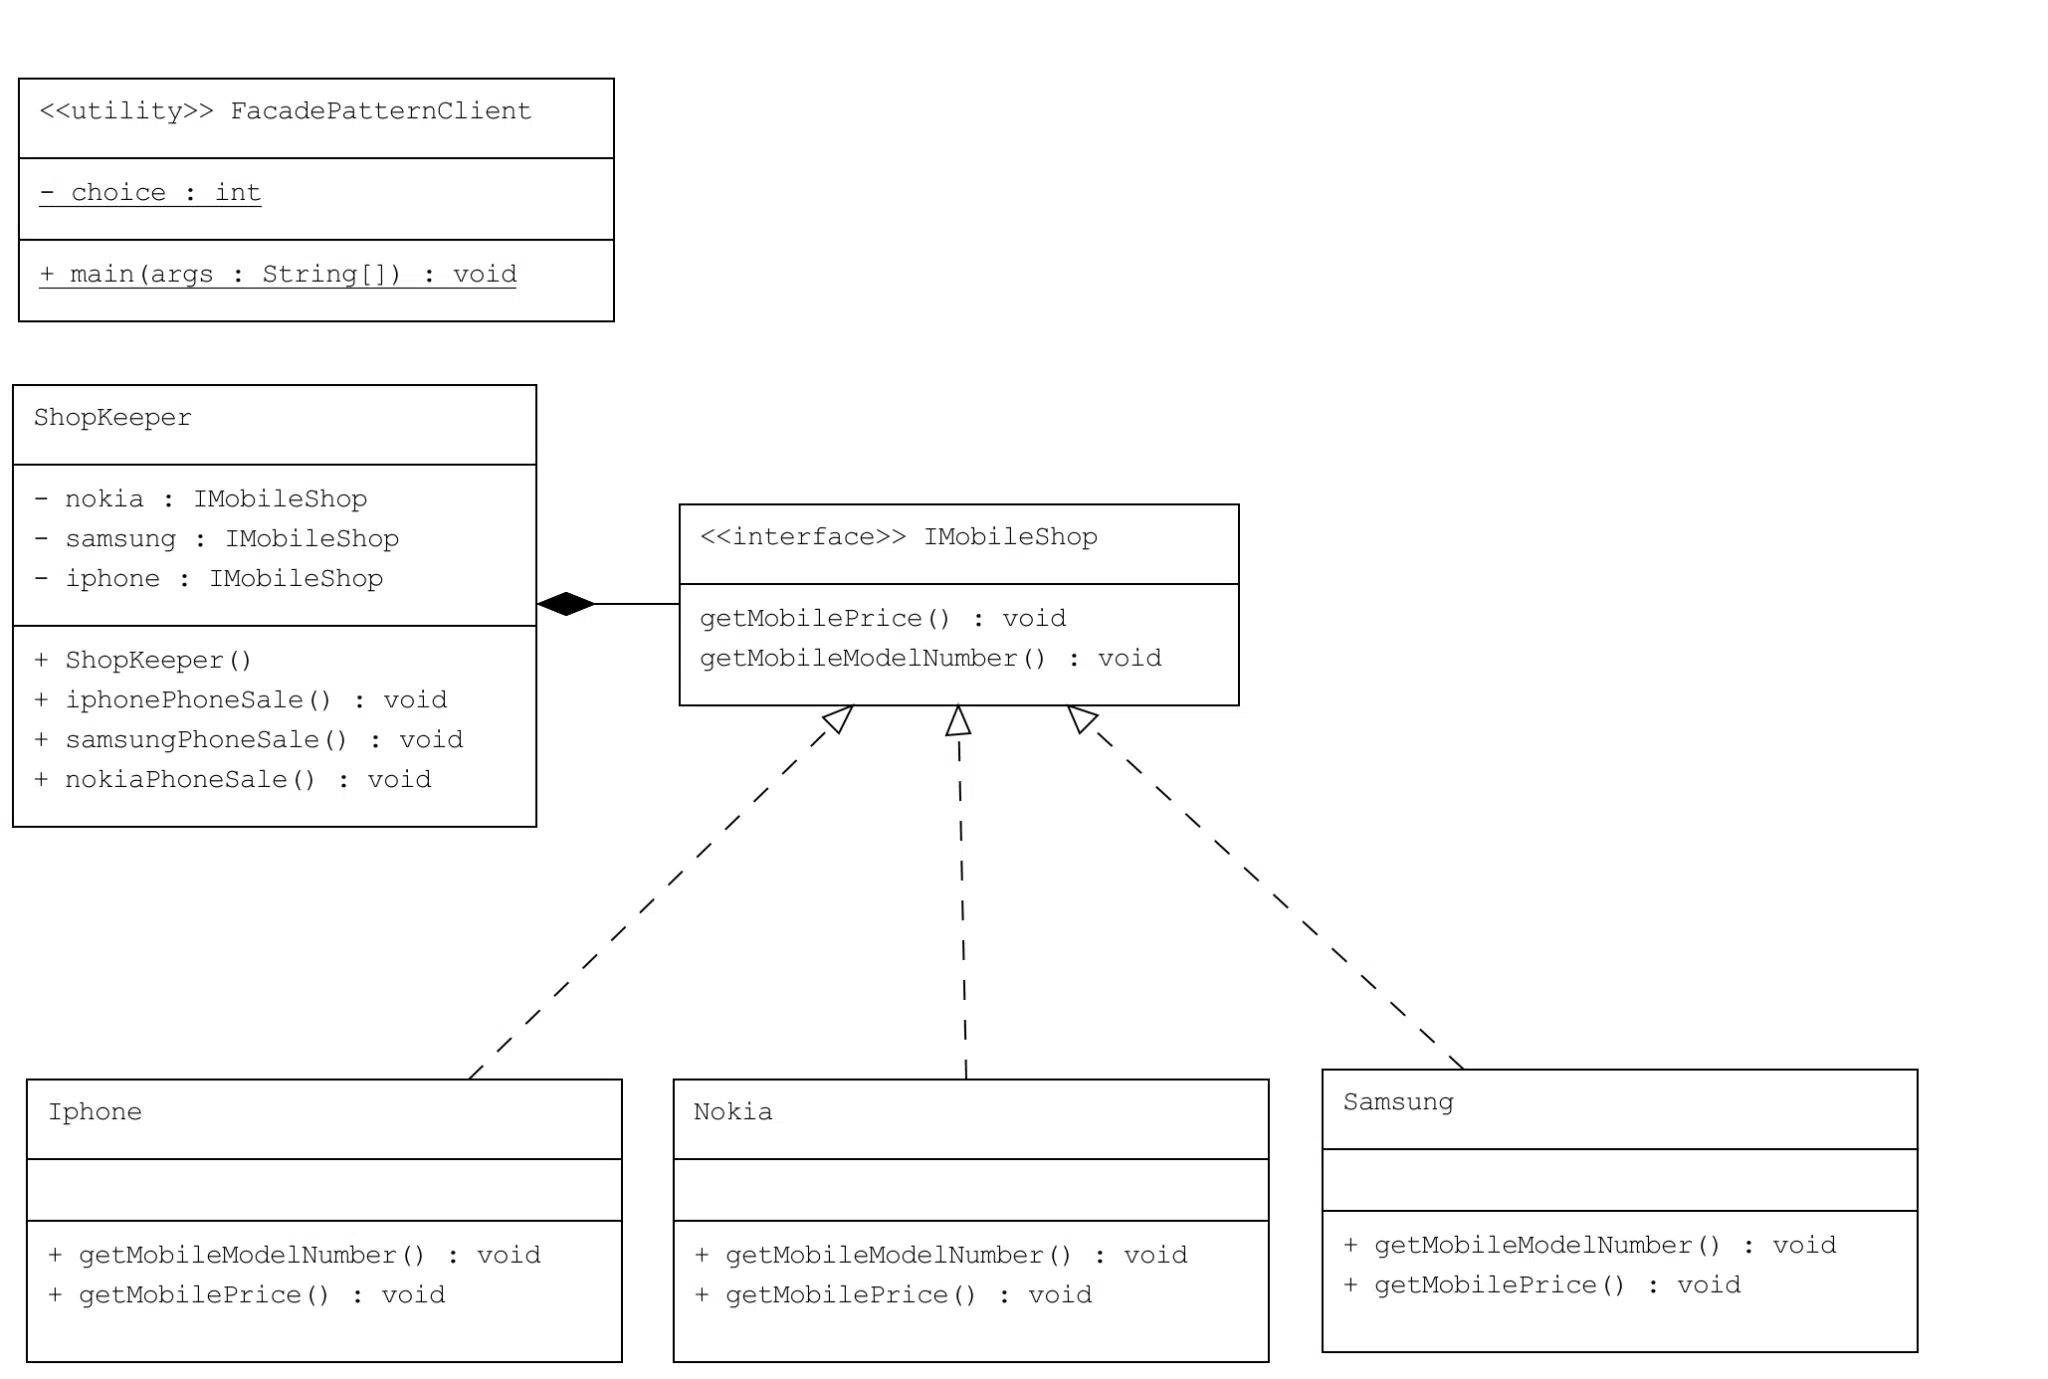 <<utility>> FacadePatternClient
- choice : int
+ main(args : String[]) : void
ShopKeeper
- nokia : IMobileShop
- samsung : IMobileShop
- iphone : IMobileShop
+ ShopKeeper()
+ iphonePhoneSale() : void
+ samsungPhoneSale() : void
+ nokiaPhoneSale() : void
<<interface>> IMobileShop
getMobilePrice() : void
getMobileModelNumber() : void
Iphone
+ getMobileModelNumber() : void
+ getMobilePrice() : void
Nokia
+ getMobileModelNumber() : void
+ getMobilePrice() : void
Samsung
+ getMobileModelNumber() : void
+ getMobilePrice() : void